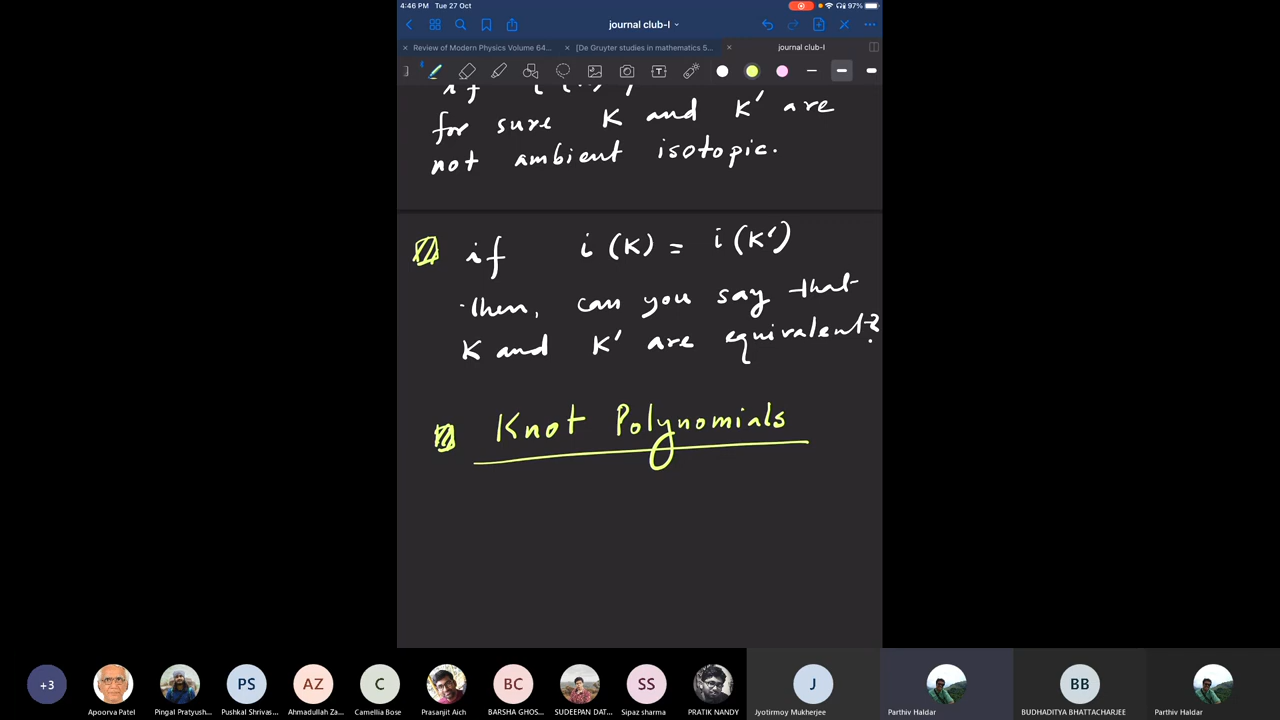 4:46 PM Tue 27 Oct
97%
journal club-I
Review of Modern Physics Volume 64...
[De Gruyter studies in mathematics 5...
journal club-I
if
for sure K and K' are
not ambient isotopic.
if i (K) = i (K')
then, can you say that
K and K' are equivalent?
Knot Polynomials
+3
PS
AZ
C
BC
SS
J
BB
Apoorva Patel
Pingal Pratyush...
Pushkal Shrivas...
Ahmadullah Za...
Camellia Bose
Prasanjit Aich
BARSHA GHOS...
SUDEEPAN DAT...
Sipaz sharma
PRATIK NANDY
Jyotirmoy Mukherjee
Parthiv Haldar
BUDHADITYA BHATTACHARJEE
Parthiv Haldar